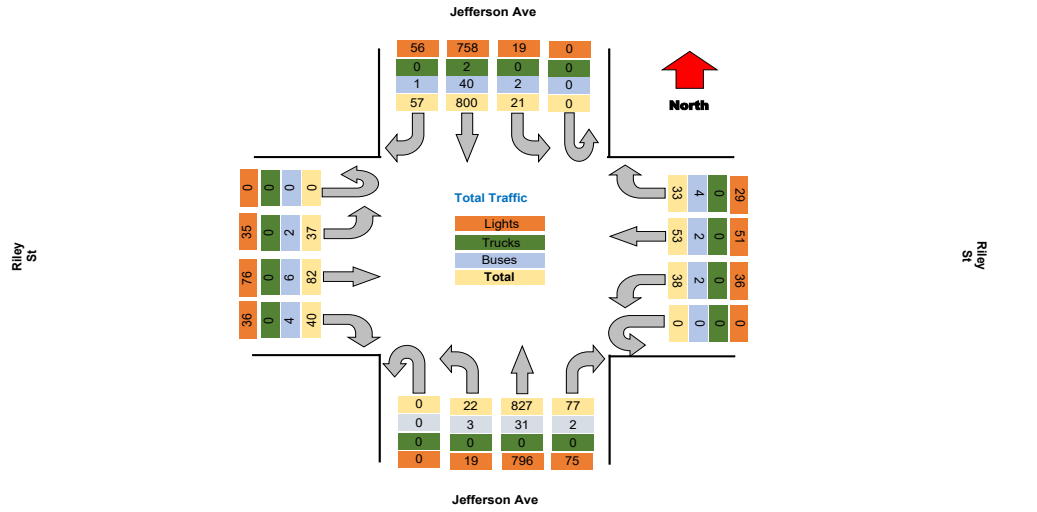 Jefferson Ave
56 758 19 0
0 2 0 0
1 40 2 0
57 800 21 0
North
0 0 0 0
35 0 2 37
76 0 6 82
36 0 4 40
Riley
St
Total Traffic
Lights
Trucks
Buses
Total
33 4 0 29
53 2 0 51
38 2 0 36
0 0 0 0
Riley
St
0 22 827 77
0 3 31 2
0 0 0 0
0 19 796 75
Jefferson Ave